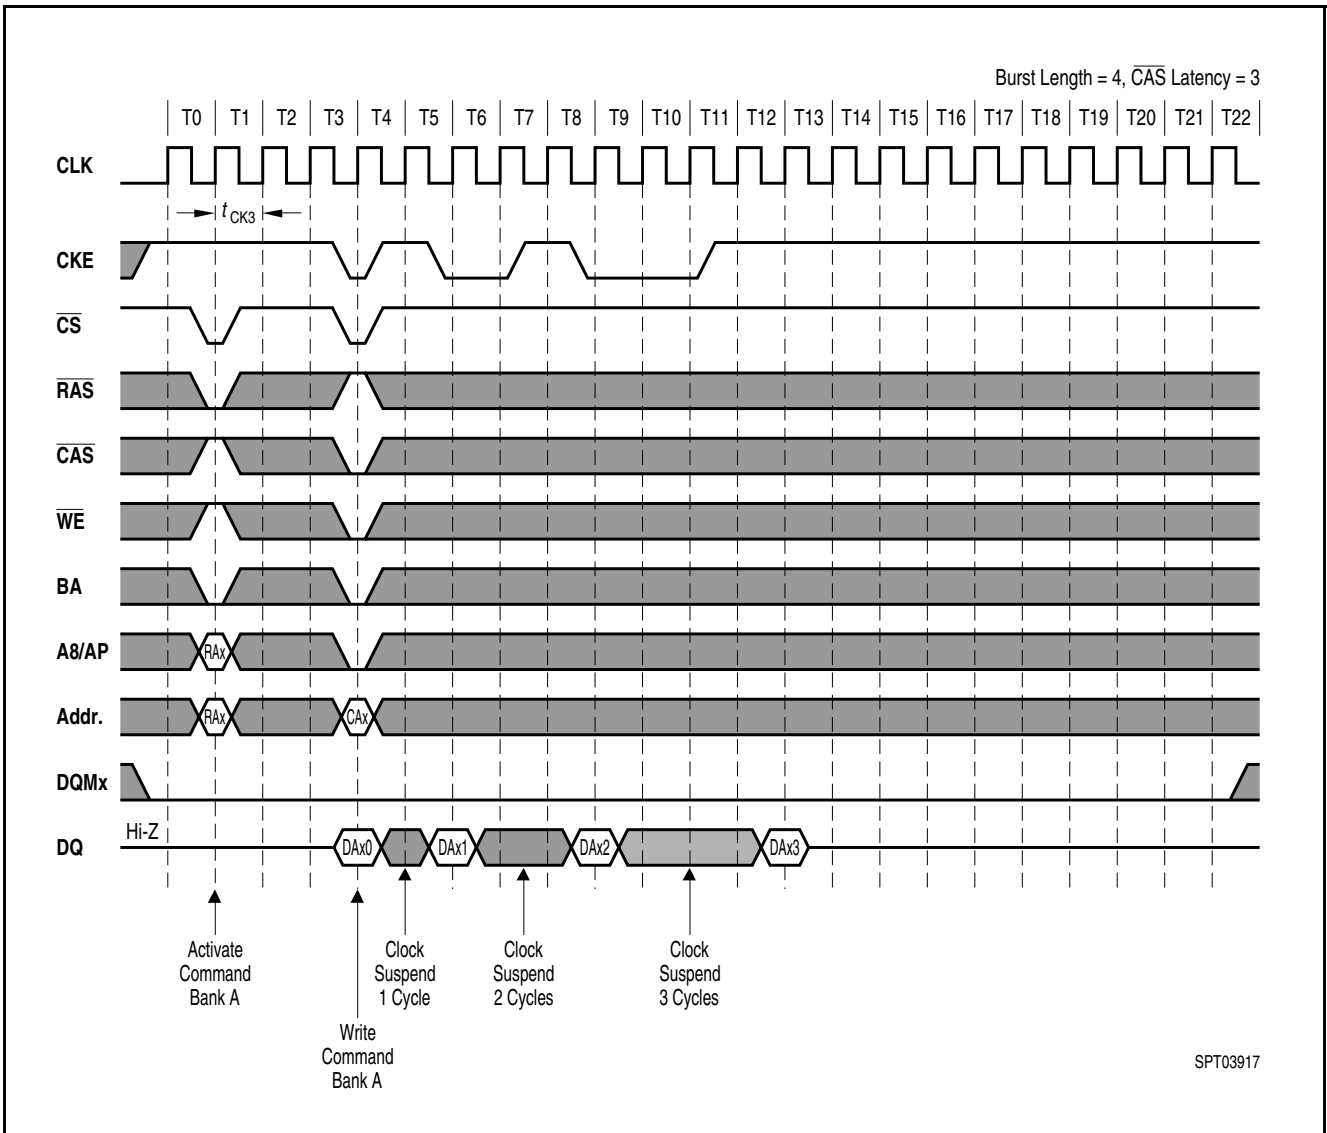 Burst Length = 4, CAS Latency = 3
T0 T1 T2 T3 T4 T5 T6 T7 T8 T9 T10 T11 T12 T13 T14 T15 T16 T17 T18 T19 T20 T21 T22
CLK
t CK3
CKE
CS
RAS
CAS
WE
BA
A8/AP RAx
Addr. RAx CAx
DQMx
Hi-Z
DQ DAx0 DAx1 DAx2 DAx3
Activate
Command
Bank A
Write
Command
Bank A
Clock
Suspend
1 Cycle
Clock
Suspend
2 Cycles
Clock
Suspend
3 Cycles
SPT03917